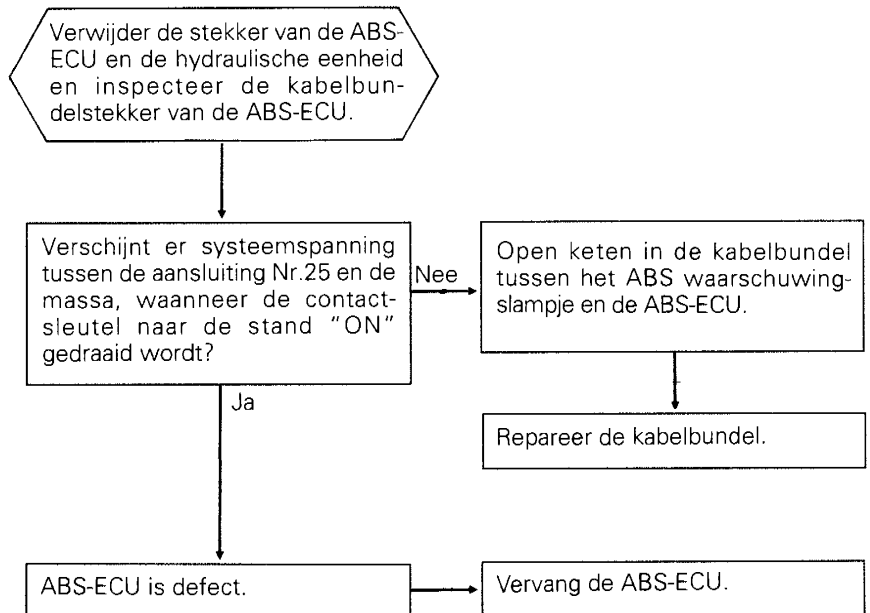 Verwijder de stekker van de ABS-
ECU en de hydraulische eenheid
en inspecteer de kabelbun-
delstekker van de ABS-ECU.
Verschijnt er systeemspanning
tussen de aansluiting Nr.25 en de
massa, waanneer de contact-
sleutel naar de stand "ON"
gedraaid wordt?
Nee
Open keten in de kabelbundel
tussen het ABS waarschuwing-
slampje en de ABS-ECU.
Ja
Repareer de kabelbundel.
ABS-ECU is defect.
Vervang de ABS-ECU.